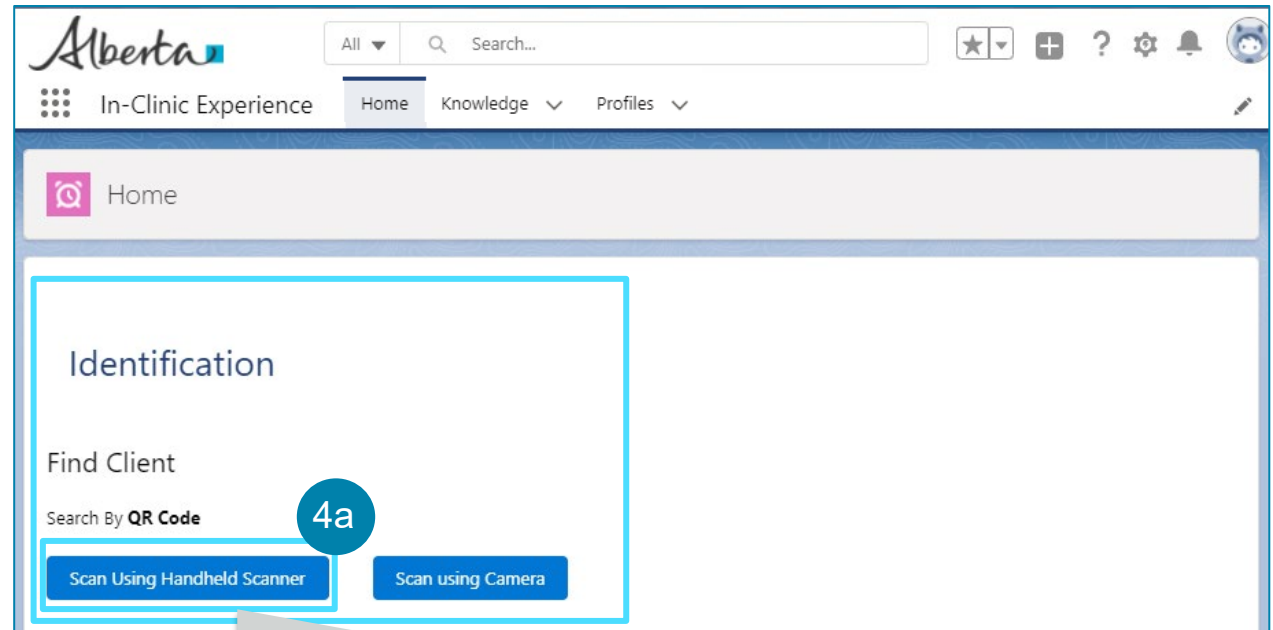 Alberta
All Search...
?
In-Clinic Experience Home Knowledge Profiles
Home
Identification
Find Client
Search By QR Code
4a
Scan Using Handheld Scanner Scan using Camera